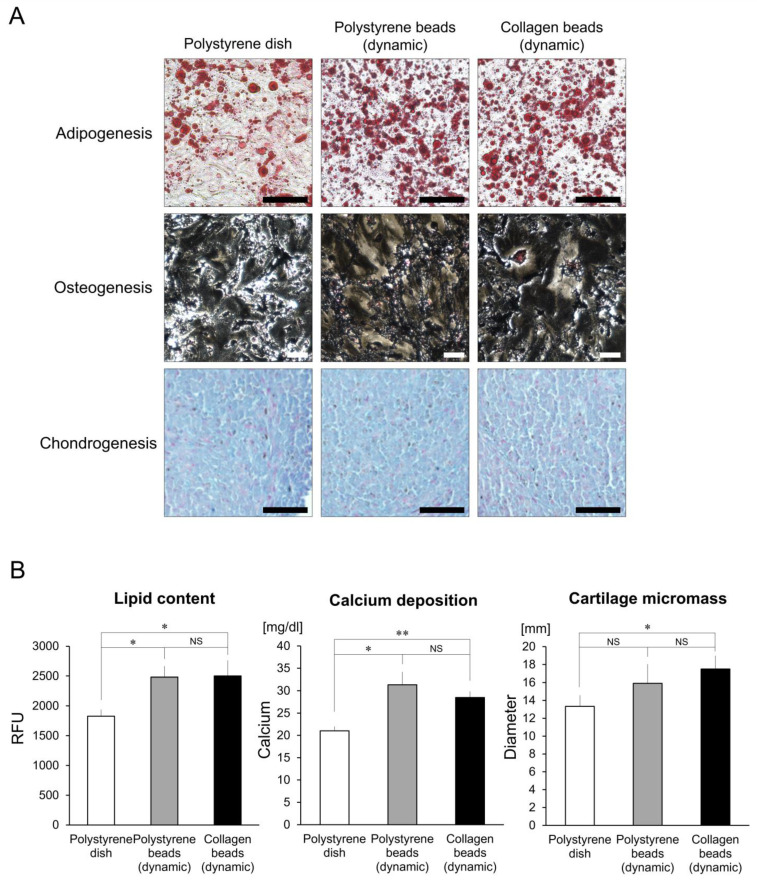 A
Polystyrene dish
Polystyrene beads
(dynamic)
Collagen beads
(dynamic)
Adipogenesis
Osteogenesis
Chondrogenesis
B
Lipid content
*
* NS
3000
2500
2000
1500
1000
500
0
RFU
Polystyrene
dish
Polystyrene
beads
(dynamic)
Collagen
beads
(dynamic)
Calcium deposition
[mg/dl]
**
* NS
40
35
30
25
20
15
10
5
0
Calcium
Polystyrene
dish
Polystyrene
beads
(dynamic)
Collagen
beads
(dynamic)
Cartilage micromass
[mm]
*
NS NS
20
18
16
14
12
10
8
6
4
2
0
Diameter
Polystyrene
dish
Polystyrene
beads
(dynamic)
Collagen
beads
(dynamic)